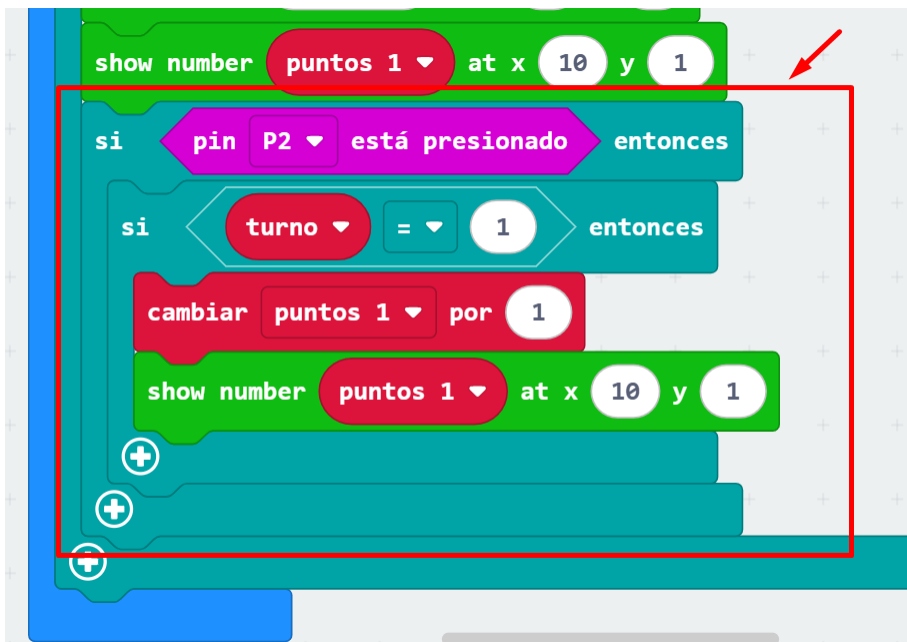 show number puntos 1 at x 10 y 1
si pin P2 está presionado entonces
si turno = 1 entonces
cambiar puntos 1 por 1
show number puntos 1 at x 10 y 1